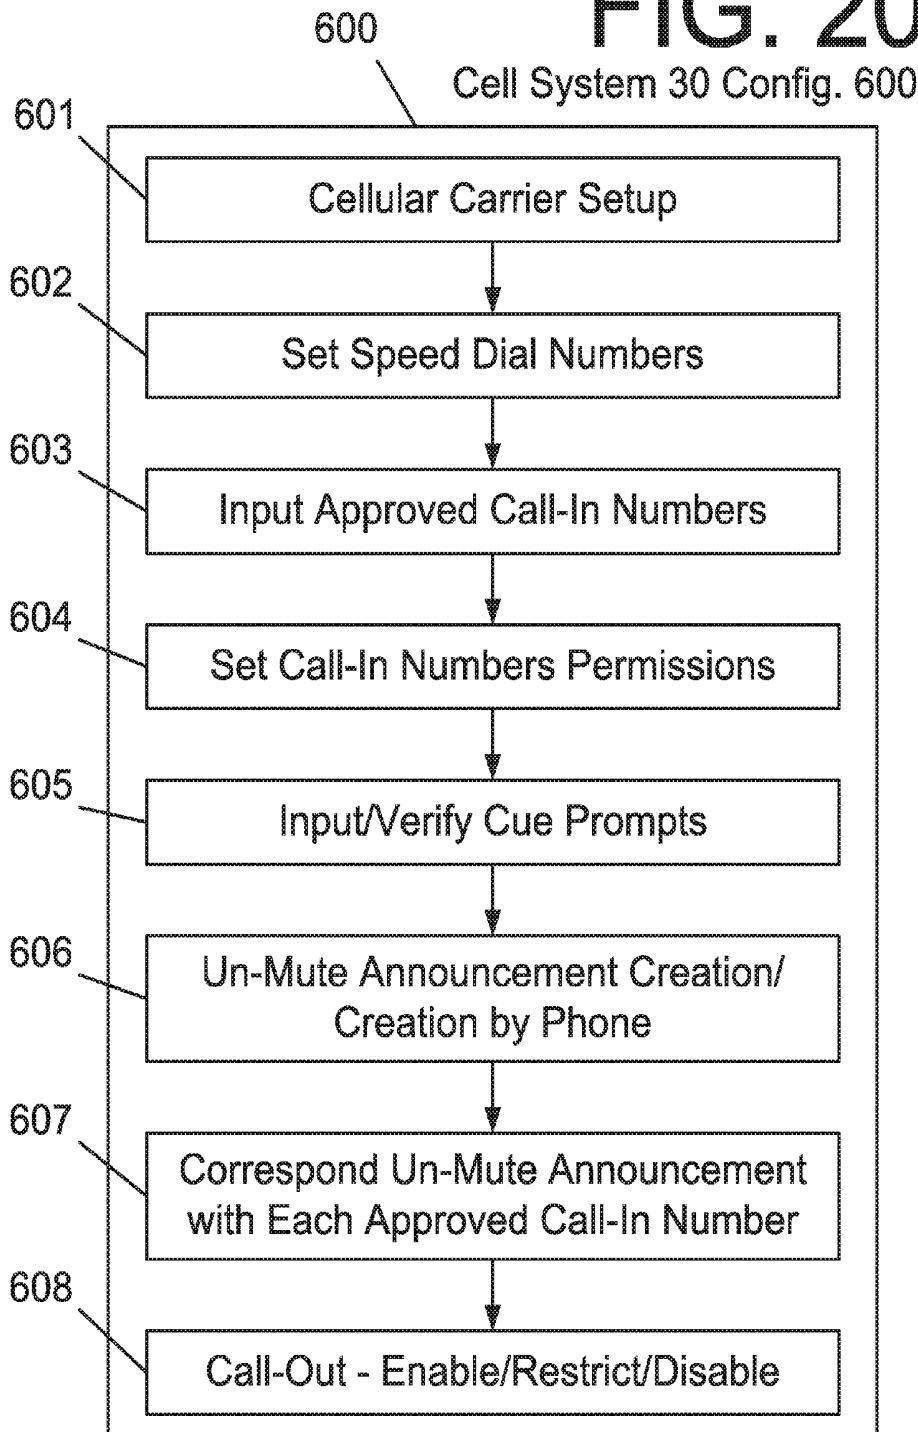 FIG. 20
600
Cell System 30 Config. 600
601
Cellular Carrier Setup
602
Set Speed Dial Numbers
603
Input Approved Call-In Numbers
604
Set Call-In Numbers Permissions
605
Input/Verify Cue Prompts
606
Un-Mute Announcement Creation/
Creation by Phone
607
Correspond Un-Mute Announcement
with Each Approved Call-In Number
608
Call-Out - Enable/Restrict/Disable